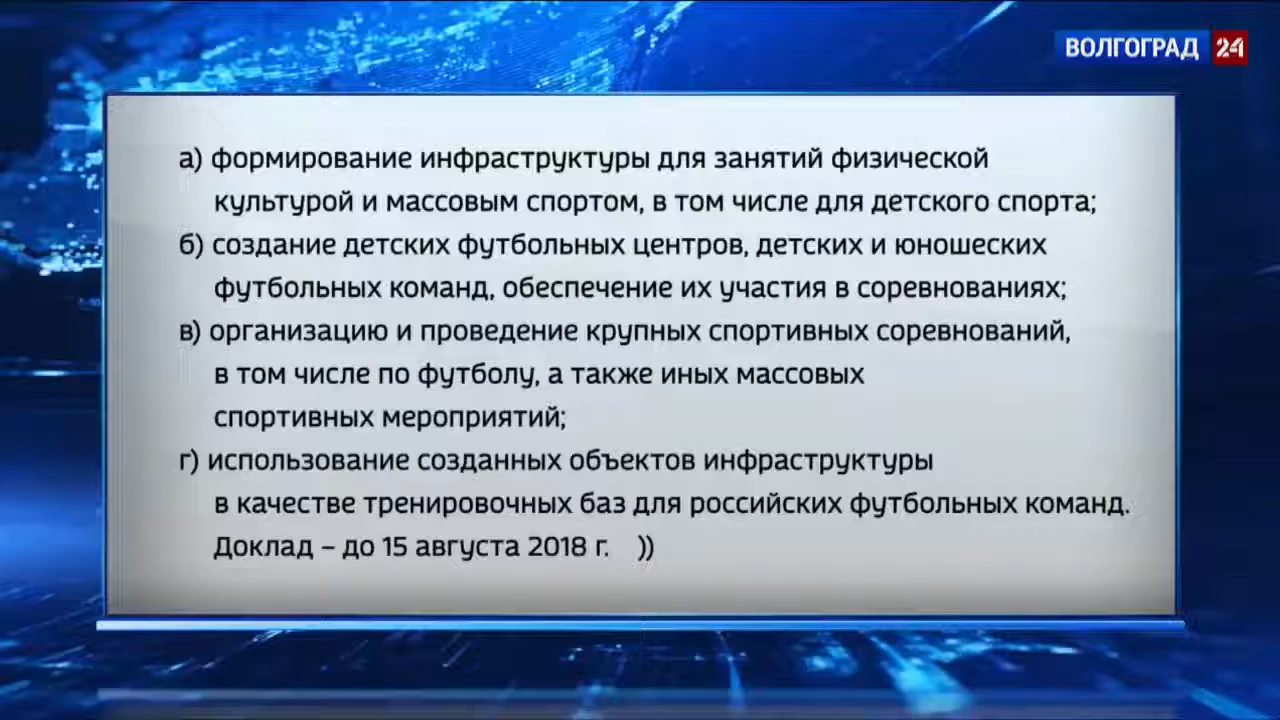 ВОЛГОГРАД 24
а) формирование инфраструктуры для занятий физической
культурой и массовым спортом, в том числе для детского спорта;
б) создание детских футбольных центров, детских и юношеских
футбольных команд, обеспечение их участия в соревнованиях;
в) организацию и проведение крупных спортивных соревнований,
в том числе по футболу, а также иных массовых
спортивных мероприятий;
г) использование созданных объектов инфраструктуры
в качестве тренировочных баз для российских футбольных команд.
Доклад – до 15 августа 2018 г. ))